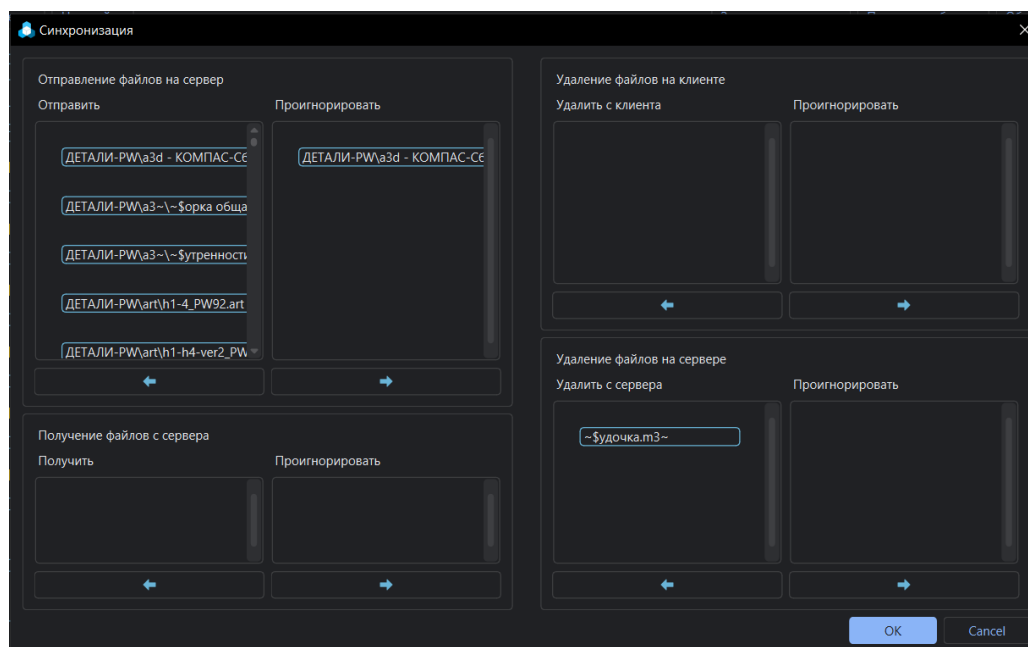 Синхронизация
Отправление файлов на сервер
Отправить
Проигнорировать
ДЕТАЛИ-PW\a3d - КОМПАС-Сб
ДЕТАЛИ-PW\a3~\~$орка обща
ДЕТАЛИ-PW\a3~\~$утренности
ДЕТАЛИ-PW\art\h1-4_PW92.art
ДЕТАЛИ-PW\art\h1-h4-ver2_PW
ДЕТАЛИ-PW\a3d - КОМПАС-Сб
Получение файлов с сервера
Получить
Проигнорировать
Удаление файлов на клиенте
Удалить с клиента
Проигнорировать
Удаление файлов на сервере
Удалить с сервера
Проигнорировать
~$удочка.m3~
OK
Cancel